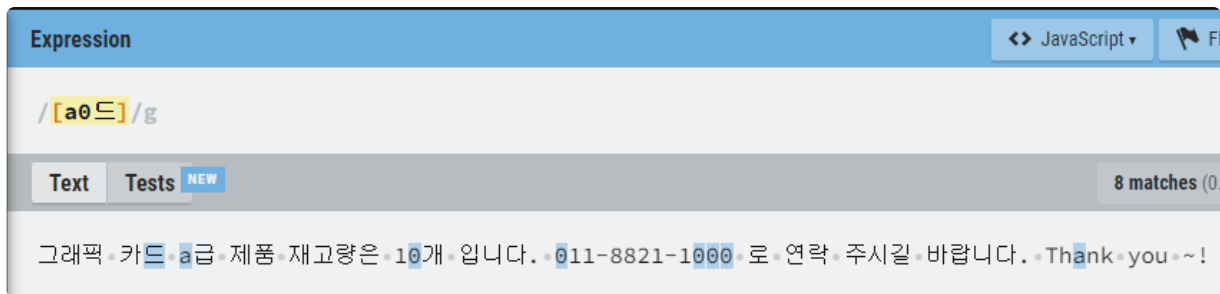 Expression
<> JavaScript ▾
/[a0드]/g
Text Tests NEW
8 matches (0.
그래픽 카드 a급 제품 재고량은 10개 입니다. 011-8821-1000 로 연락 주시길 바랍니다. Thank you ~!